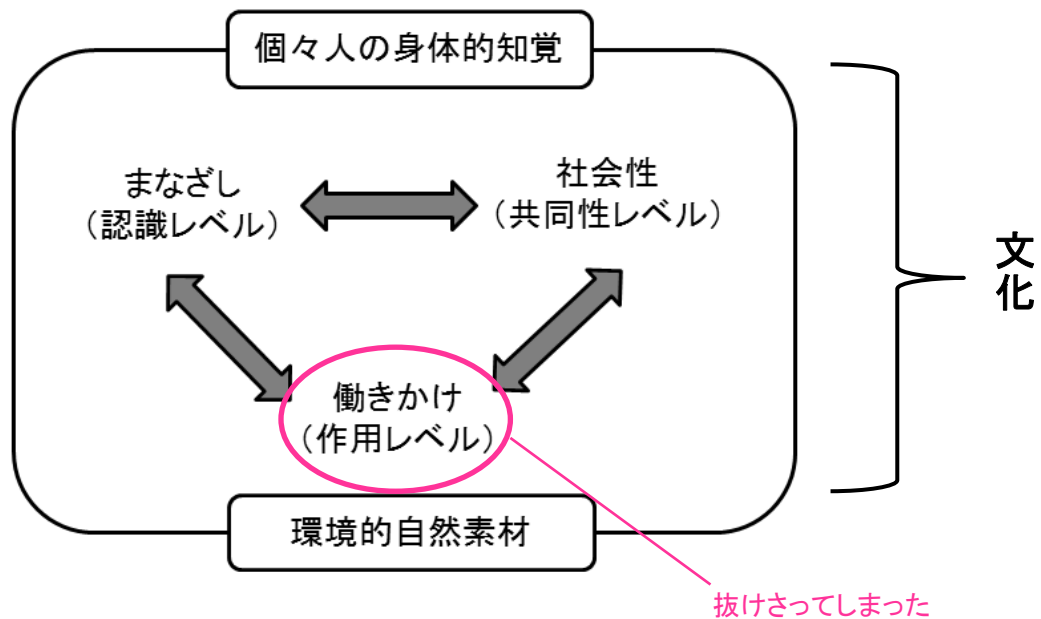 個々人の身体的知覚
まなざし
（認識レベル）
社会性
（共同性レベル）
働きかけ
（作用レベル）
環境的自然素材
文化
抜けさってしまった